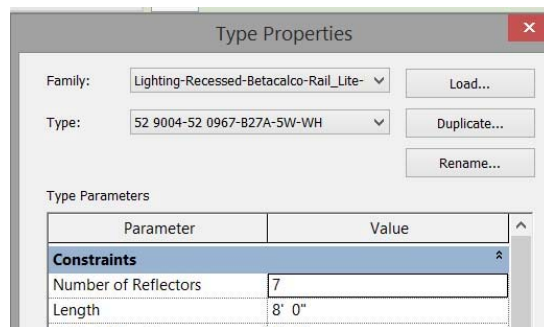 Type Properties
Family: Lighting-Recessed-Betacalco-Rail_Lite- Load...
Type: 52 9004-52 0967-B27A-5W-WH Duplicate...
Rename...
Type Parameters
Parameter Value
Constraints
Number of Reflectors 7
Length 8' 0"